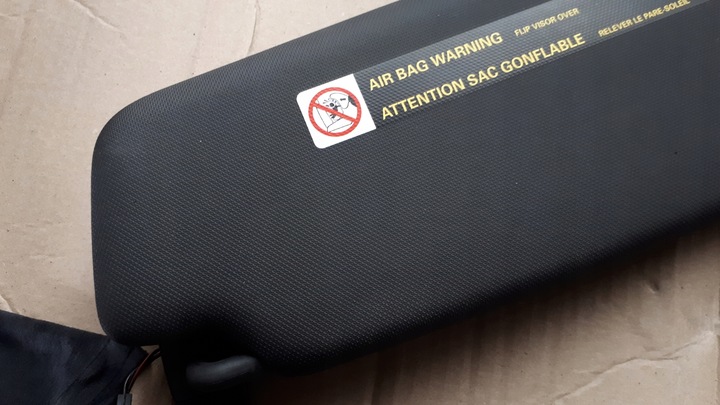 AIR BAG WARNING FLIP VISOR OVER
ATTENTION SAC GONFLABLE RELEVER LE PARE-SOLEIL